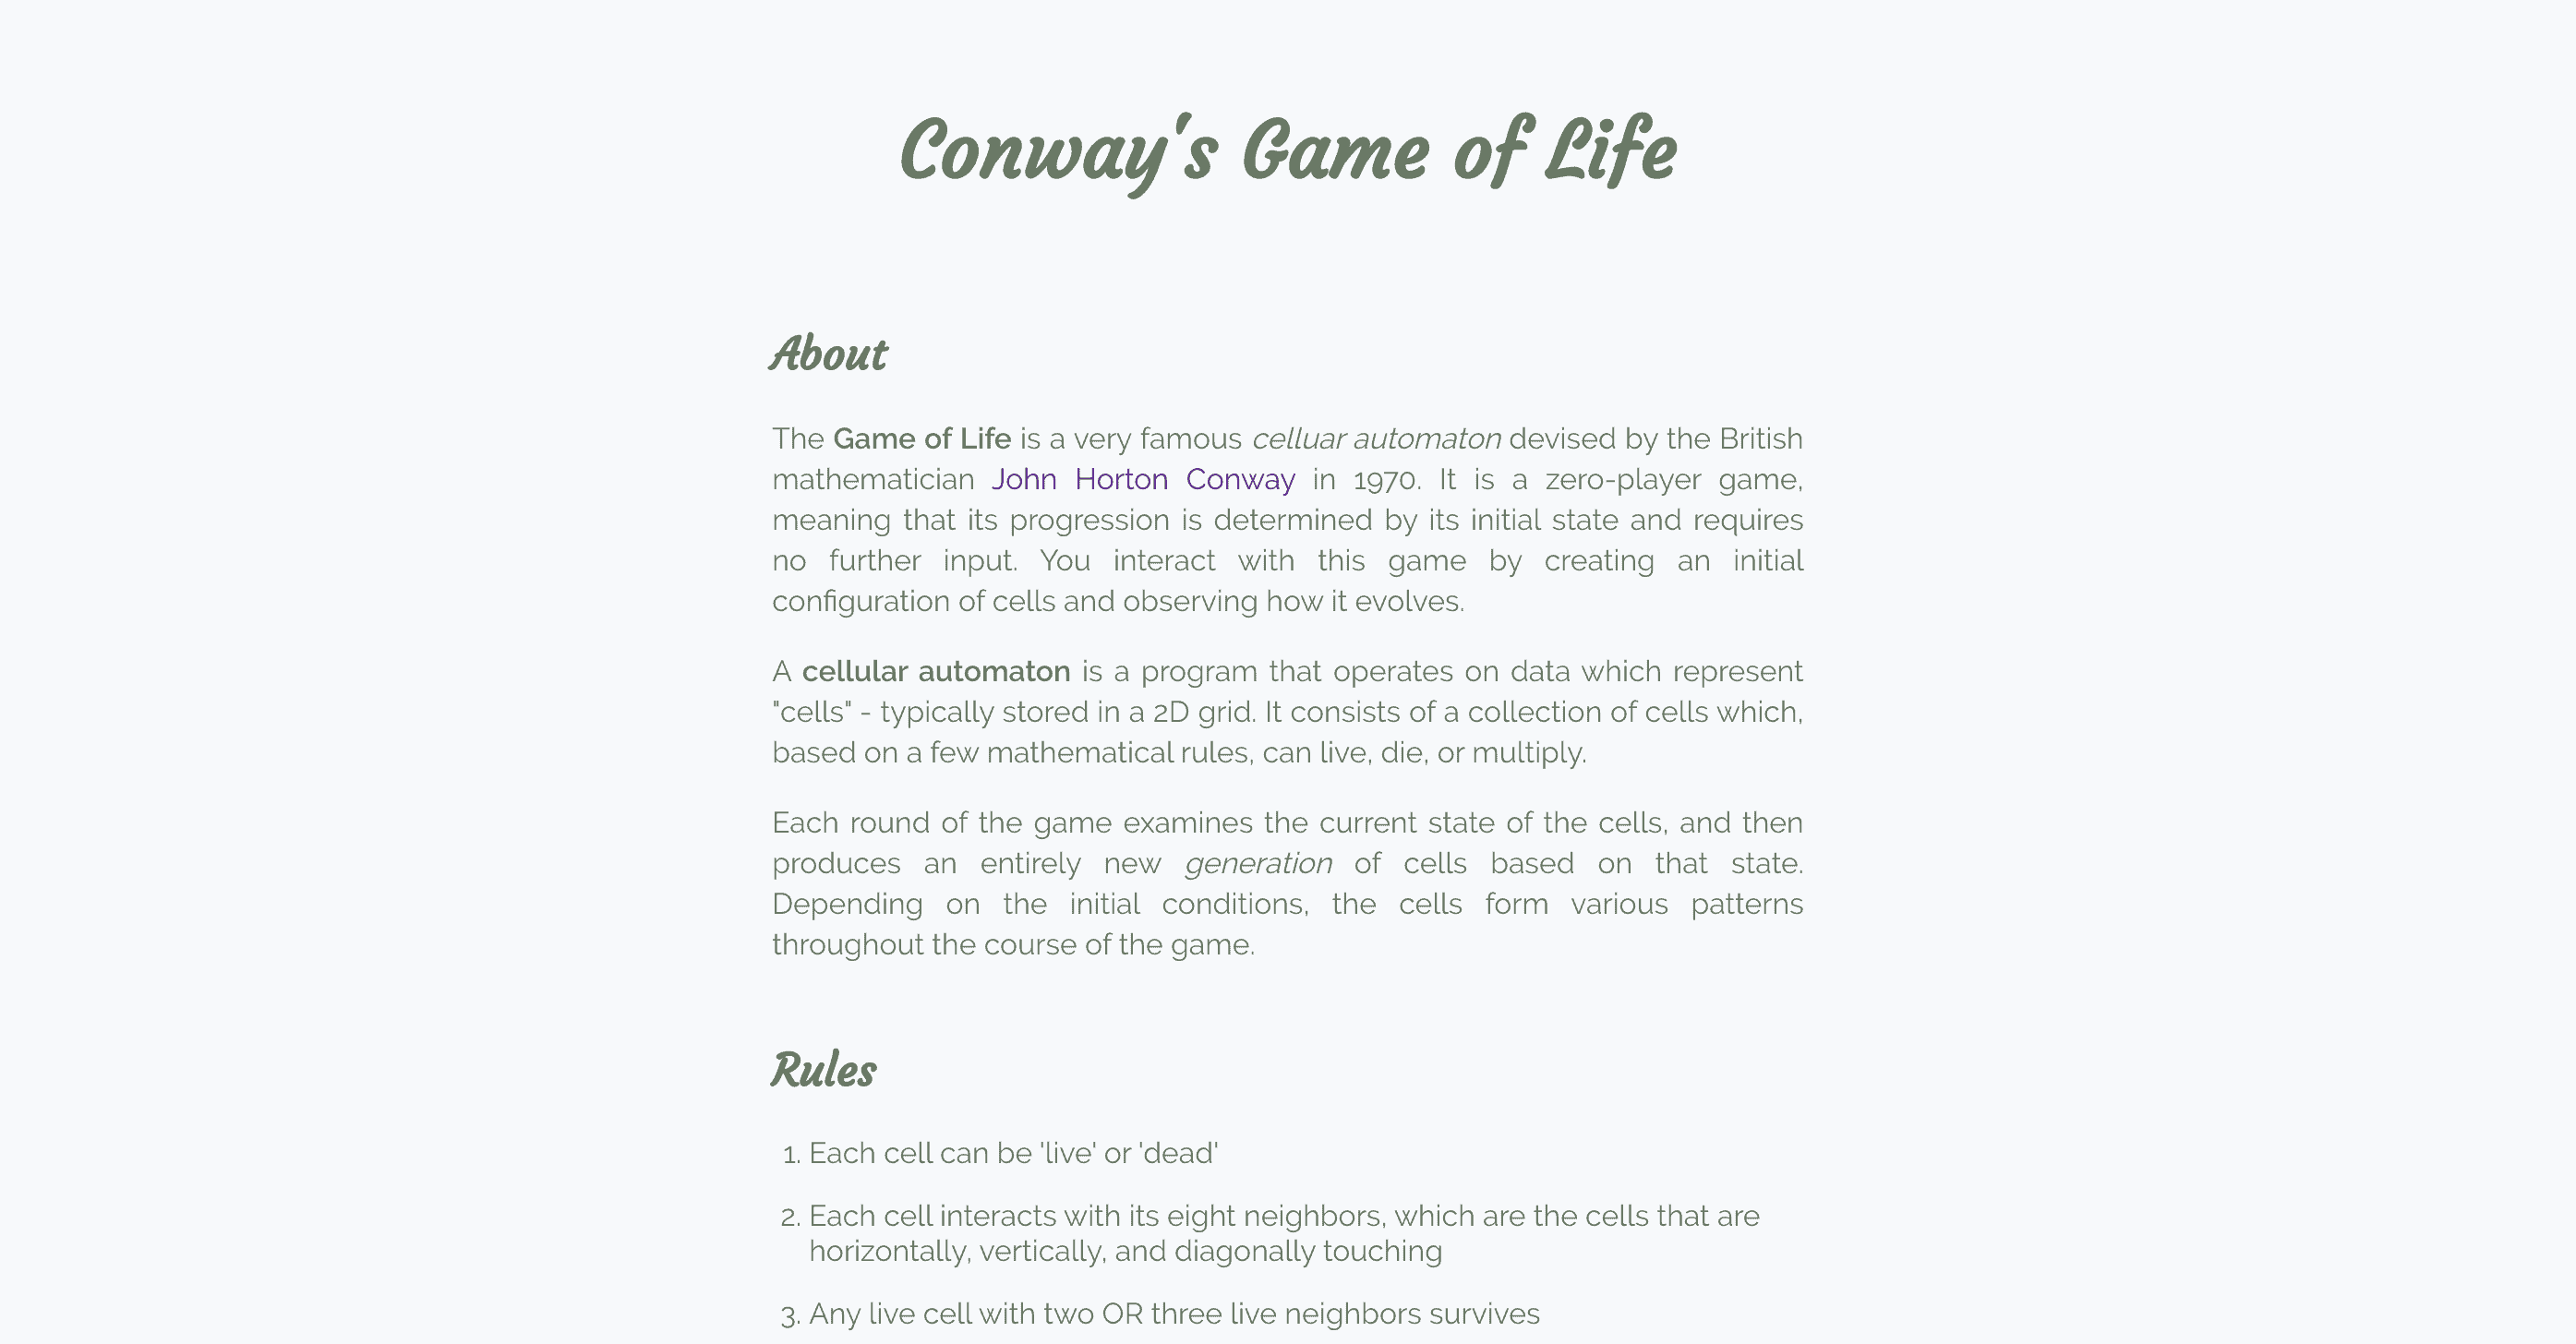 Conway's Game of Life
About
The Game of Life is a very famous celluar automaton devised by the British
mathematician John Horton Conway in 1970. It is a zero-player game,
meaning that its progression is determined by its initial state and requires
no further input. You interact with this game by creating an initial
configuration of cells and observing how it evolves.
A cellular automaton is a program that operates on data which represent
"cells" - typically stored in a 2D grid. It consists of a collection of cells which,
based on a few mathematical rules, can live, die, or multiply.
Each round of the game examines the current state of the cells, and then
produces an entirely new generation of cells based on that state.
Depending on the initial conditions, the cells form various patterns
throughout the course of the game.
Rules
1. Each cell can be 'live' or 'dead'
2. Each cell interacts with its eight neighbors, which are the cells that are
horizontally, vertically, and diagonally touching
3. Any live cell with two OR three live neighbors survives